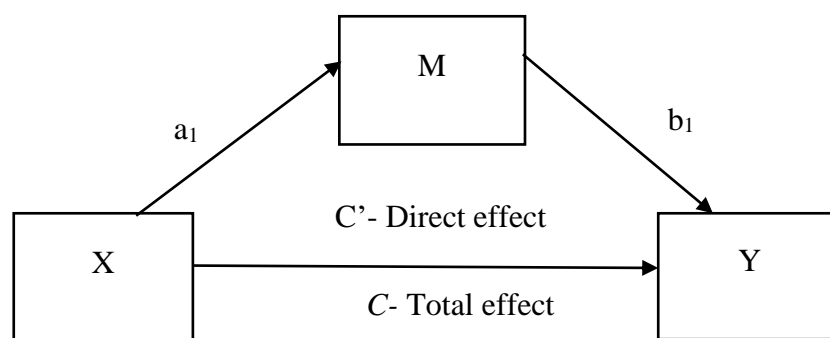 M
a₁
b₁
C’- Direct effect
X
Y
C- Total effect